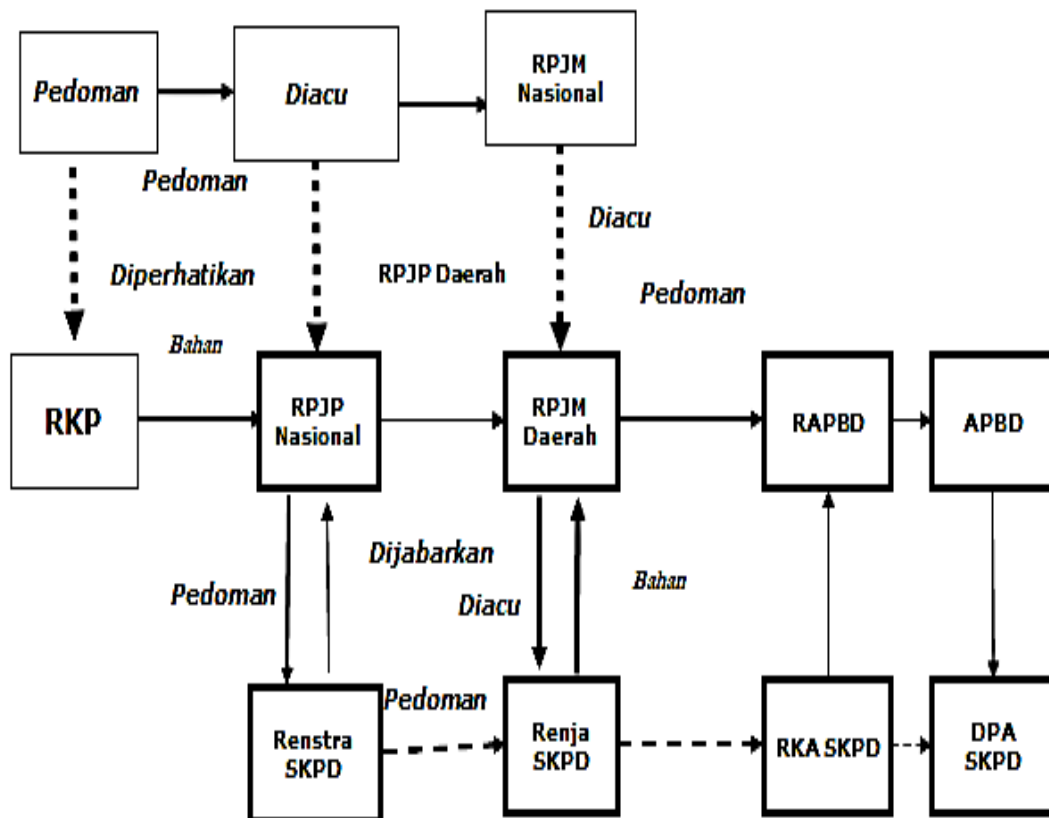 Pedoman
Diacu
RPJM
Nasional
Pedoman
Diacu
Diperhatikan
RPJP Daerah
Pedoman
Bahan
RKP
RPJP
Nasional
RPJM
Daerah
RAPBD
APBD
Dijabarkan
Pedoman
Diacu
Bahan
Pedoman
Renstra
SKPD
Renja
SKPD
RKA SKPD
DPA
SKPD